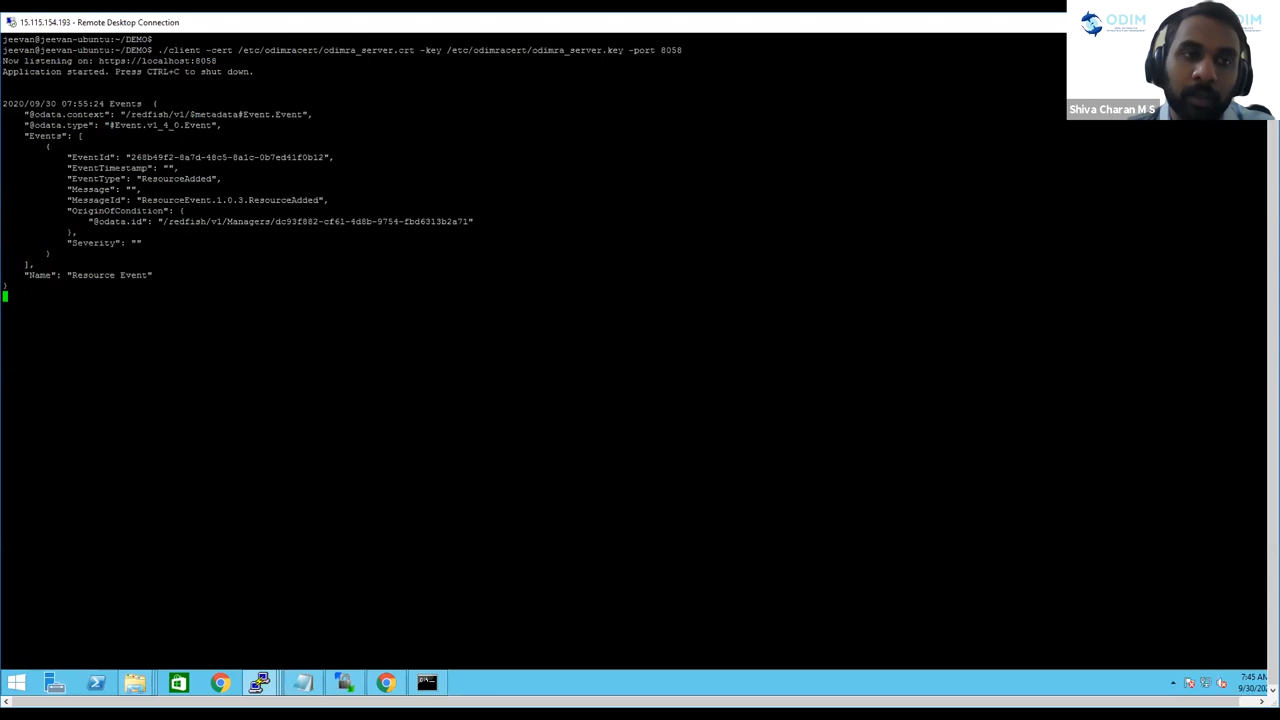 15.115.154.193 - Remote Desktop Connection
jeevan@jeevan-ubuntu:~/DEMO$
jeevan@jeevan-ubuntu:~/DEMO$ ./client -cert /etc/odimracert/odimra_server.crt -key /etc/odimracert/odimra_server.key -port 8058
Now listening on: https://localhost:8058
Application started. Press CTRL+C to shut down.
2020/09/30 07:55:24 Events  {
    "@odata.context": "/redfish/v1/$metadata#Event.Event",
    "@odata.type": "#Event.v1_4_0.Event",
    "Events": [
        {
            "EventId": "268b49f2-8a7d-48c5-8a1c-0b7ed41f0b12",
            "EventTimestamp": "",
            "EventType": "ResourceAdded",
            "Message": "",
            "MessageId": "ResourceEvent.1.0.3.ResourceAdded",
            "OriginOfCondition": {
                "@odata.id": "/redfish/v1/Managers/dc93f882-cf61-4d8b-9754-fbd6313b2a71"
            },
            "Severity": ""
        }
    ],
    "Name": "Resource Event"
}
ODIM
DIM
Shiva Charan M S
7:45 AM
9/30/20